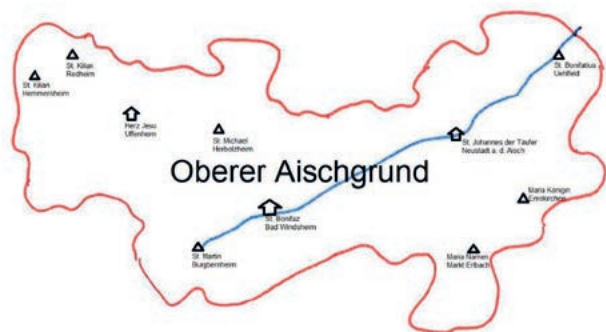 St. Kilian
Rodheim
St. Kilian
Hemmersheim
Herz Jesu
Uffenheim
St. Michael
Herbolzheim
St. Bonifatius
Uehlfeld
St. Johannes der Täufer
Neustadt a. d. Aisch
Oberer Aischgrund
Maria Königin
Emskirchen
St. Bonifaz
Bad Windsheim
St. Martin
Burgbernheim
Maria Namen
Markt Erlbach